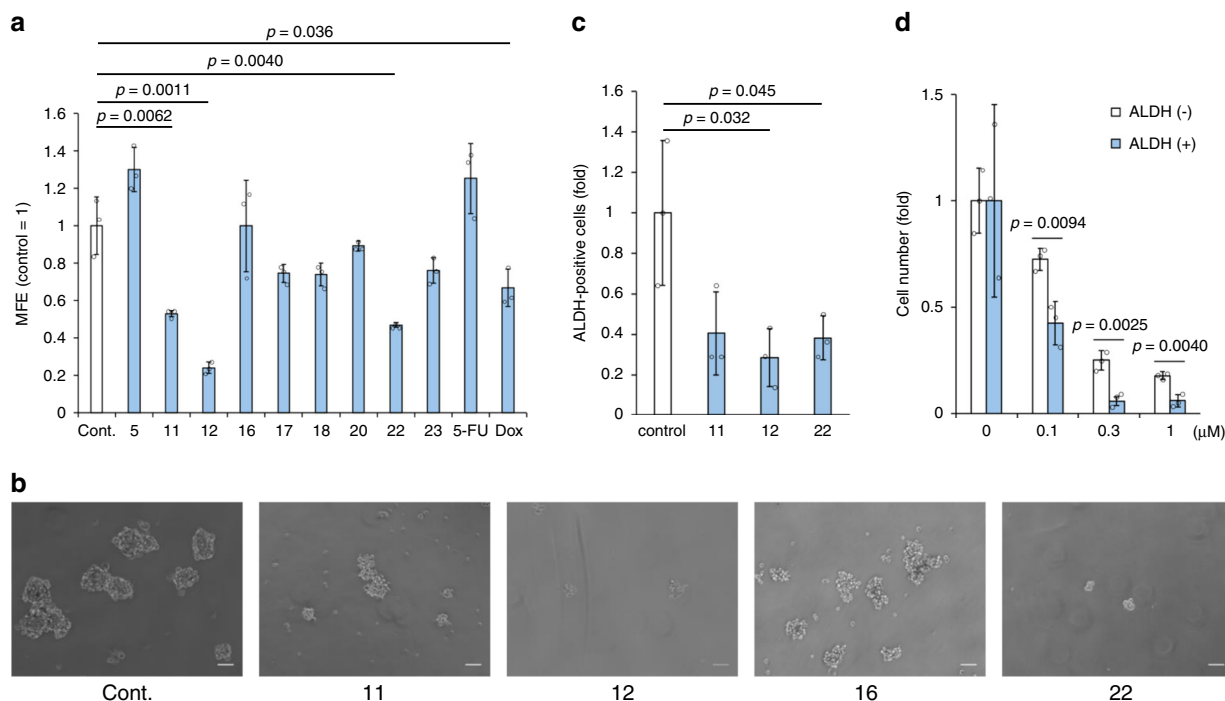 a
p = 0.036
p = 0.0040
p = 0.0011
p = 0.0062
MFE (control = 1)
1.6
1.4
1.2
1
0.8
0.6
0.4
0.2
0
Cont. 5 11 12 16 17 18 20 22 23 5-FU Dox
c
p = 0.045
p = 0.032
ALDH-positive cells (fold)
1.6
1.4
1.2
1
0.8
0.6
0.4
0.2
0
control 11 12 22
d
ALDH (-)
ALDH (+)
p = 0.0094
p = 0.0025
p = 0.0040
Cell number (fold)
1.5
1
0.5
0
0 0.1 0.3 1 (μM)
b
Cont. 11 12 16 22